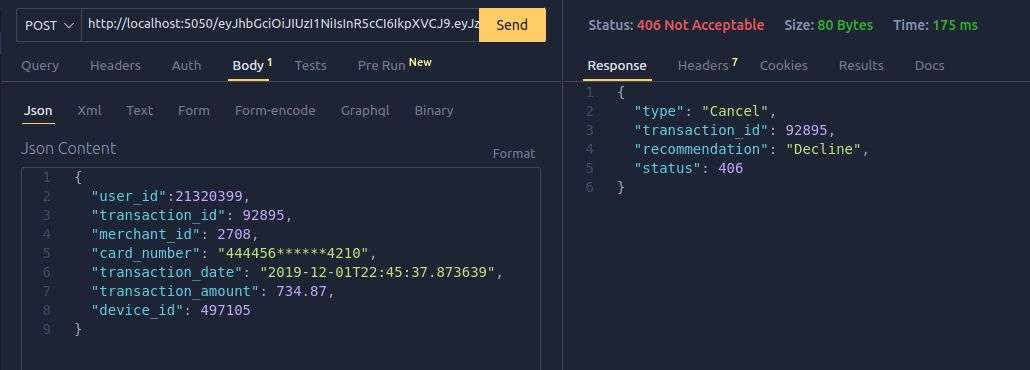 POST http://localhost:5050/eyJhbGciOiJIUzI1NiIsInR5cCI6IkpXVCJ9.eyJz Send
Query Headers Auth Body 1 Tests Pre Run New
Json Xml Text Form Form-encode Graphql Binary
Json Content Format
1 {
2 "user_id":21320399,
3 "transaction_id": 92895,
4 "merchant_id": 2708,
5 "card_number": "444456******4210",
6 "transaction_date": "2019-12-01T22:45:37.873639",
7 "transaction_amount": 734.87,
8 "device_id": 497105
9 }
Status: 406 Not Acceptable Size: 80 Bytes Time: 175 ms
Response Headers 7 Cookies Results Docs
1 {
2 "type": "Cancel",
3 "transaction_id": 92895,
4 "recommendation": "Decline",
5 "status": 406
6 }